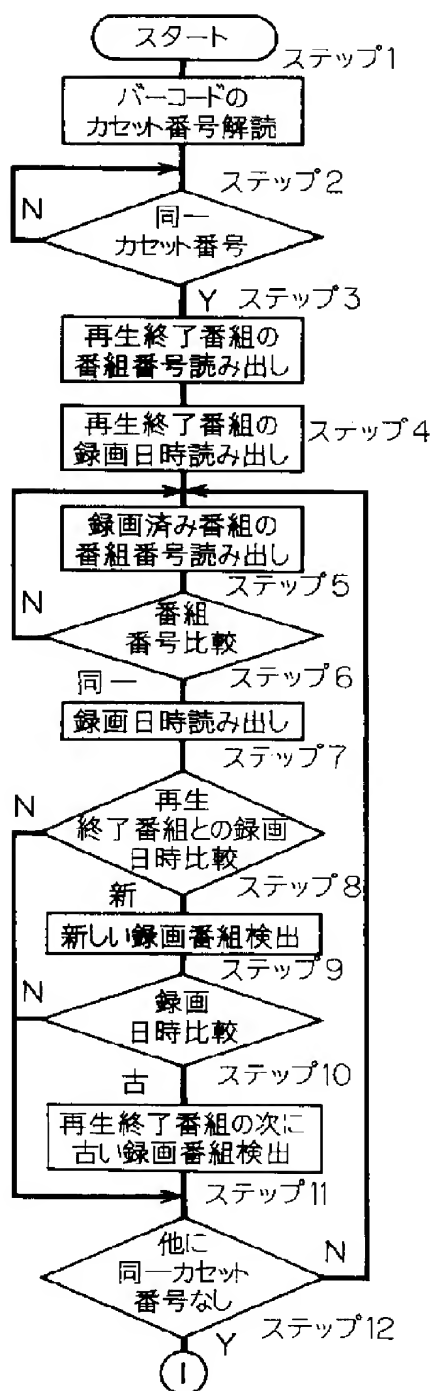 スタート
ステップ1
バーコードの
カセット番号解読
ステップ2
N
同一
カセット番号
Y
ステップ3
再生終了番組の
番組番号読み出し
再生終了番組の
録画日時読み出し
ステップ4
録画済み番組の
番組番号読み出し
ステップ5
N
番組
番号比較
同一
ステップ6
録画日時読み出し
ステップ7
N
再生
終了番組との録画
日時比較
新
ステップ8
新しい録画番組検出
ステップ9
N
録画
日時比較
古
ステップ10
再生終了番組の次に
古い録画番組検出
ステップ11
他に
同一カセット
番号なし
N
Y
ステップ12
1